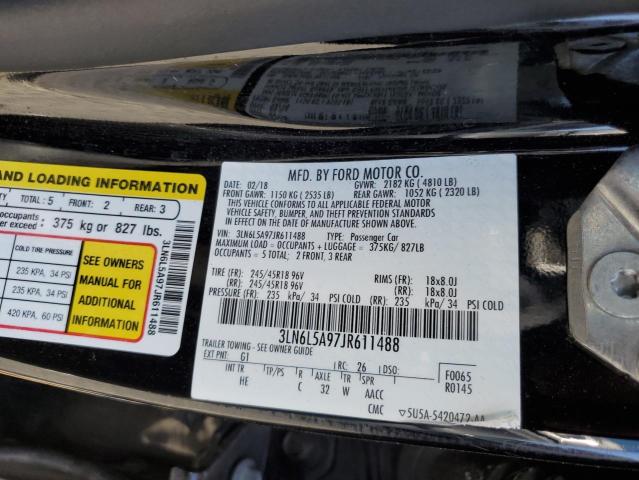 AND LOADING INFORMATION
TOTAL: 5 FRONT: 2 REAR: 3
occupants
exceed : 375 kg or 827 lbs.
COLD TIRE PRESSURE
235 KPA, 34 PSI
235 KPA, 34 PSI
420 KPA, 60 PSI
SEE OWNERS
MANUAL FOR
ADDITIONAL
INFORMATION
3LN6L5A97JR611488
MFD. BY FORD MOTOR CO.
02/18 GVWR: 2182 KG ( 4810 LB)
FRONT GAWR: 1150 KG ( 2535 LB) REAR GAWR: 1052 KG ( 2320 LB)
THIS VEHICLE CONFORMS TO ALL APPLICABLE FEDERAL MOTOR
VEHICLE SAFETY, BUMPER, AND THEFT PREVENTION STANDARDS
IN EFFECT ON THE DATE OF MANUFACTURE SHOWN ABOVE.
VIN: 3LN6L5A97JR611488 TYPE: Passenger Car
MAXIMUM LOAD = OCCUPANTS + LUGGAGE = 375KG/ 827LB
OCCUPANTS: 5 TOTAL: 2 FRONT, 3 REAR
TIRE (FR): 245/45R18 96V RIMS (FR): 18x8.0J
(RR): 245/45R18 96V (RR): 18x8.0J
PRESSURE (FR): 235 kPa/ 34 PSI COLD (RR): 235 kPa/ 34 PSI COLD
3LN6L5A97JR611488
TRAILER TOWING - SEE OWNER GUIDE
EXT PNT: G1 RC: 26 DSO: F0065
INT TR TP/PS R AXLE TR SPR R0145
HE C 32 W AACC
CMC 5U5A-5420472-AA